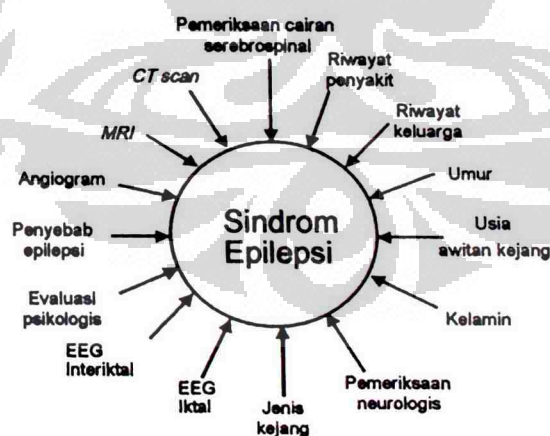 Pemeriksaan cairan
serebrospinal
Riwayat
penyakit
Riwayat
keluarga
Umur
Usia
awitan kejang
Kelamin
Pemeriksaan
neurologis
Jenis
kejang
EEG
Iktal
EEG
Interiktal
Evaluasi
psikologis
Penyebab
epilepsi
Angiogram
MRI
CT scan
Sindrom
Epilepsi